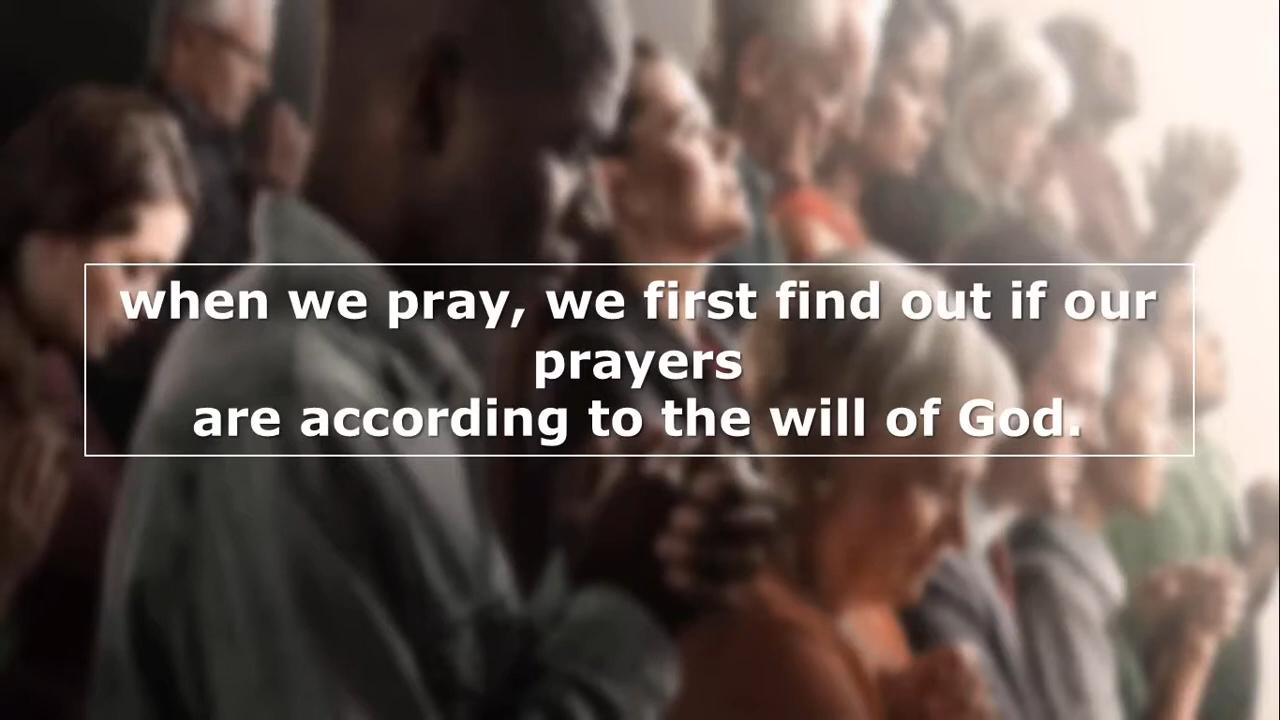 when we pray, we first find out if our
prayers
are according to the will of God.